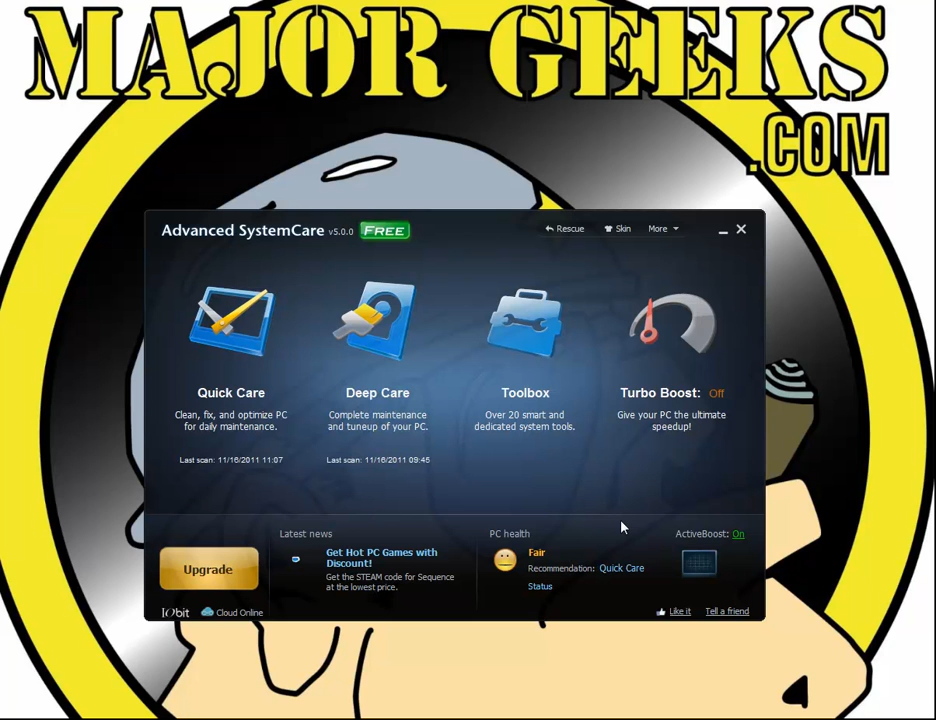 MAJOR GEEKS
.COM
Advanced SystemCare v5.0.0 FREE
Rescue Skin More
Quick Care
Clean, fix, and optimize PC
for daily maintenance.
Last scan: 11/16/2011 11:07
Deep Care
Complete maintenance
and tuneup of your PC.
Last scan: 11/16/2011 09:45
Toolbox
Over 20 smart and
dedicated system tools.
Turbo Boost: Off
Give your PC the ultimate
speedup!
Upgrade
Latest news
Get Hot PC Games with
Discount!
Get the STEAM code for Sequence
at the lowest price.
PC health
Fair
Recommendation: Quick Care
Status
ActiveBoost: On
IObit Cloud Online
Like it Tell a friend